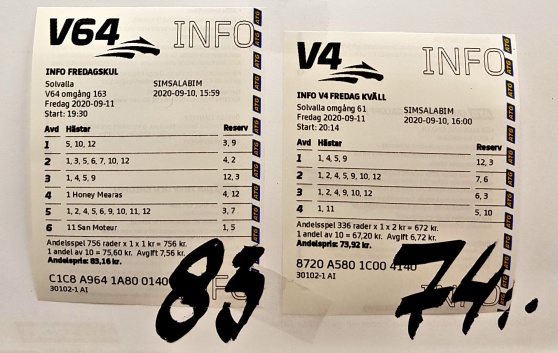 V64 INFO
INFO FREDAGSKUL
Solvalla SIMSALABIM
V64 omgång 163 2020-09-10, 15:59
Fredag 2020-09-11
Start: 19:30
Avd Hästar Reserv
1 5, 10, 12 3, 9
2 1, 3, 5, 6, 7, 10, 12 4, 2
3 1, 4, 5, 9 12, 3
4 1 Honey Mearas 4, 12
5 1, 2, 4, 5, 6, 9, 10, 11, 12 3, 7
6 11 San Moteur 1, 5
Andelsspel 756 rader x 1 x 1 kr = 756 kr.
1 andel av 10 = 75,60 kr. Avgift 7,56 kr.
Andelspris: 83,16 kr.
C1C8 A964 1A80 0140
30102-1 AI
INFO
83
ATG
V4 INFO
INFO V4 FREDAG KVÄLL
Solvalla omgång 61 SIMSALABIM
Fredag 2020-09-11 2020-09-10, 16:00
Start: 20:14
Avd Hästar Reserv
1 1, 4, 5, 9 12, 3
2 1, 2, 4, 5, 9, 10, 12 7, 6
3 1, 2, 4, 9, 10, 12 6, 3
4 1, 11 5, 10
Andelsspel 336 rader x 1 x 2 kr = 672 kr.
1 andel av 10 = 67,20 kr. Avgift 6,72 kr.
Andelspris: 73,92 kr.
8720 A580 1C00 4140
30102-1 AI
INFO
74:-
ATG